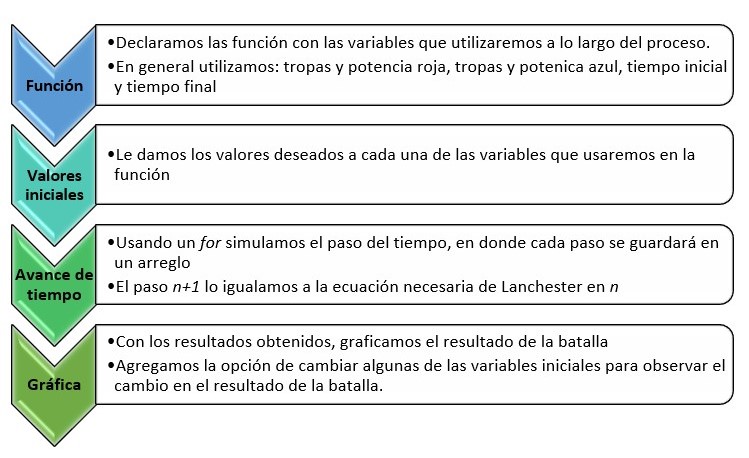 Función
•Declaramos las función con las variables que utilizaremos a lo largo del proceso.
•En general utilizamos: tropas y potencia roja, tropas y potenica azul, tiempo inicial
y tiempo final
Valores
iniciales
•Le damos los valores deseados a cada una de las variables que usaremos en la
función
Avance de
tiempo
•Usando un for simulamos el paso del tiempo, en donde cada paso se guardará en
un arreglo
•El paso n+1 lo igualamos a la ecuación necesaria de Lanchester en n
Gráfica
•Con los resultados obtenidos, graficamos el resultado de la batalla
•Agregamos la opción de cambiar algunas de las variables iniciales para observar el
cambio en el resultado de la batalla.